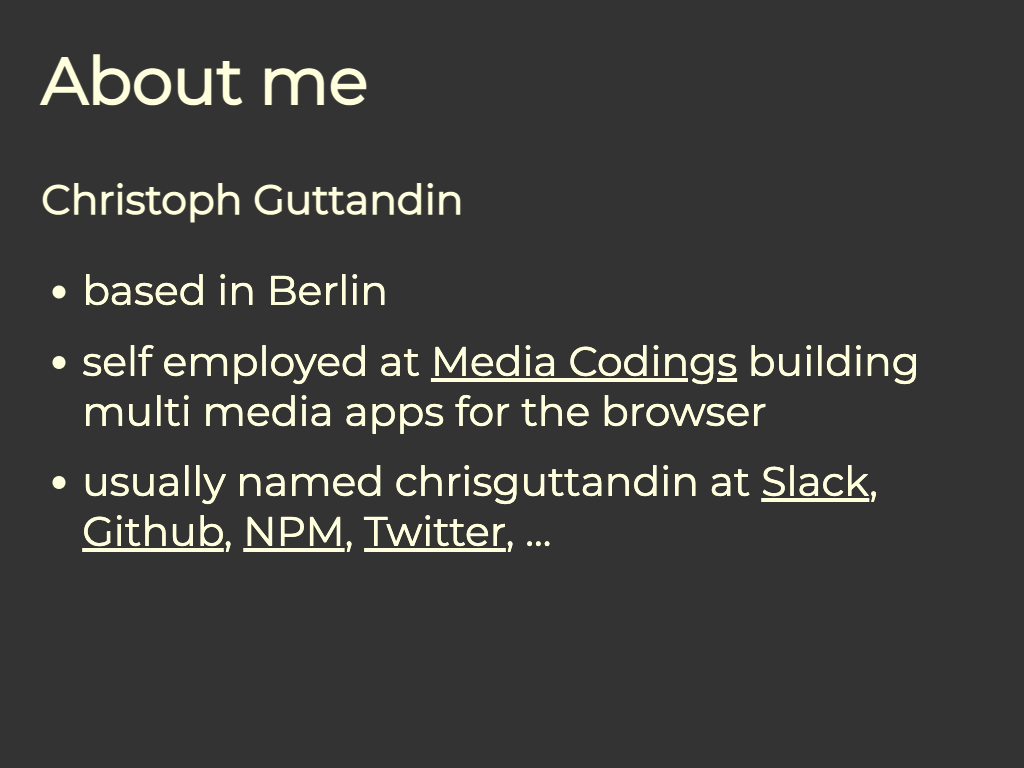 About me
Christoph Guttandin
• based in Berlin
• self employed at Media Codings building
multi media apps for the browser
• usually named chrisguttandin at Slack,
Github, NPM, Twitter, ...